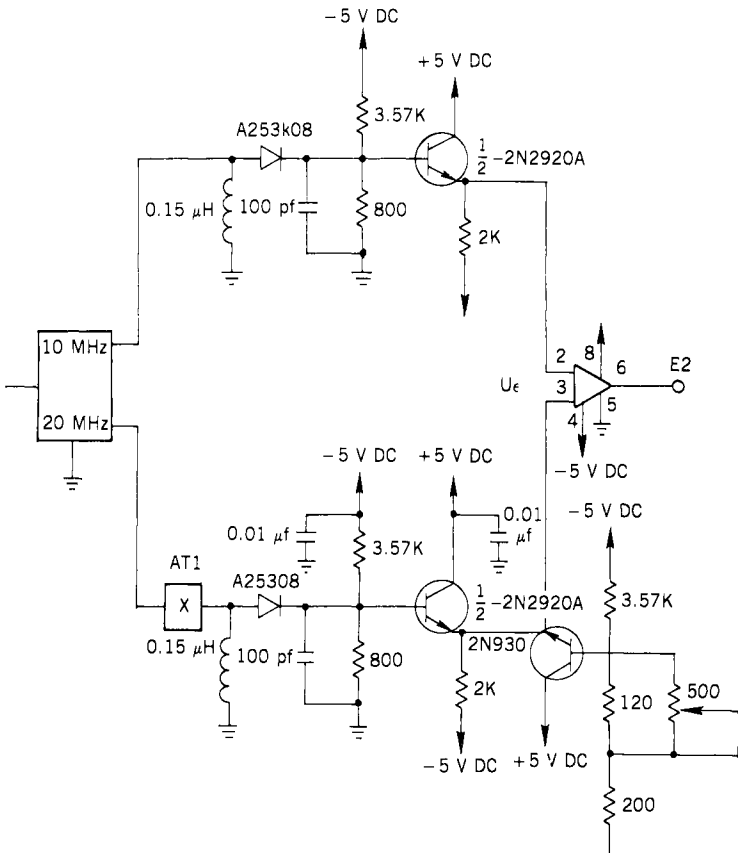 −5 V DC
+5 V DC
3.57K
A253k08
1/2 -2N2920A
0.15 μH
100 pf
800
2K
10 MHz
20 MHz
2
3
4
8
6
5
Uε
E2
−5 V DC
−5 V DC
+5 V DC
0.01 μf
0.01 μf
−5 V DC
3.57K
AT1
X
A25308
1/2 -2N2920A
3.57K
2N930
0.15 μH
100 pf
800
2K
120
500
−5 V DC
+5 V DC
200